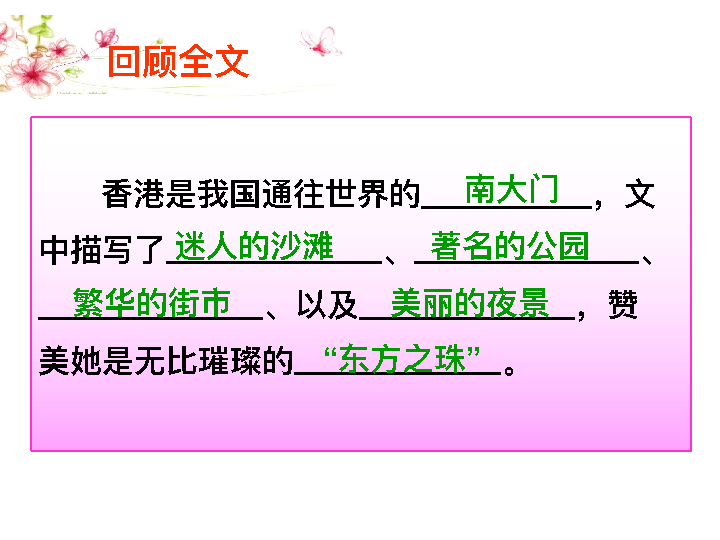 回顾全文
香港是我国通往世界的南大门，文
中描写了迷人的沙滩、著名的公园、
繁华的街市、以及美丽的夜景，赞
美她是无比璀璨的“东方之珠”。